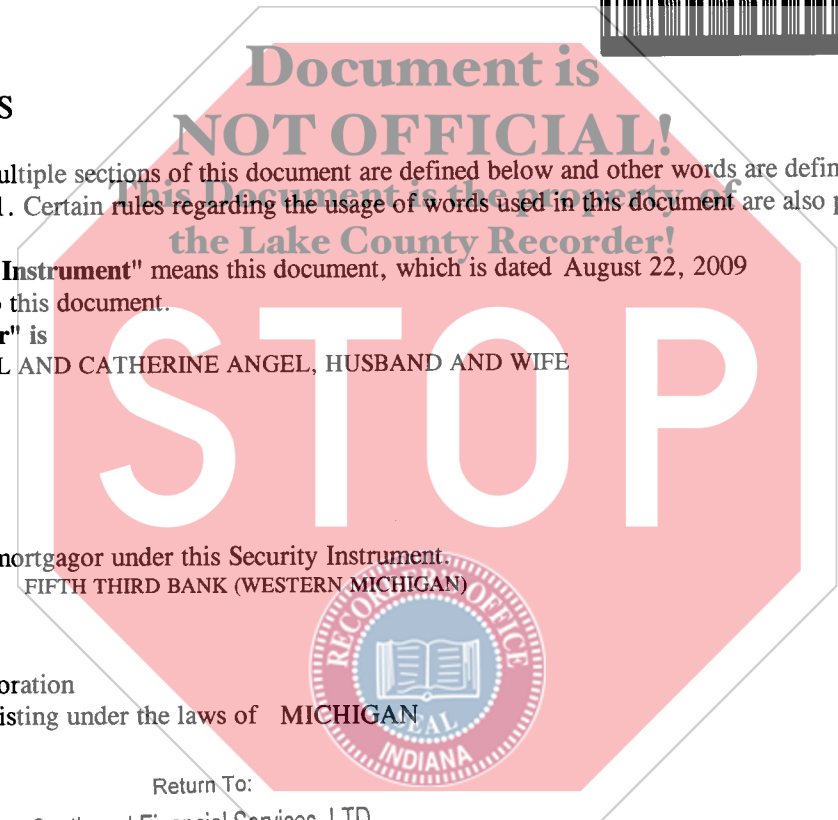 Document is
S
NOT OFFICIAL!
ultiple sections of this document are defined below and other words are defin
This Document is the property of
1. Certain rules regarding the usage of words used in this document are also p
the Lake County Recorder!
Instrument" means this document, which is dated August 22, 2009
this document.
r" is
L AND CATHERINE ANGEL, HUSBAND AND WIFE
STOP
mortgagor under this Security Instrument.
FIFTH THIRD BANK (WESTERN MICHIGAN)
RECORDER'S OFFICE
SEAL
INDIANA
oration
isting under the laws of MICHIGAN
Return To:
Financial Services, LTD